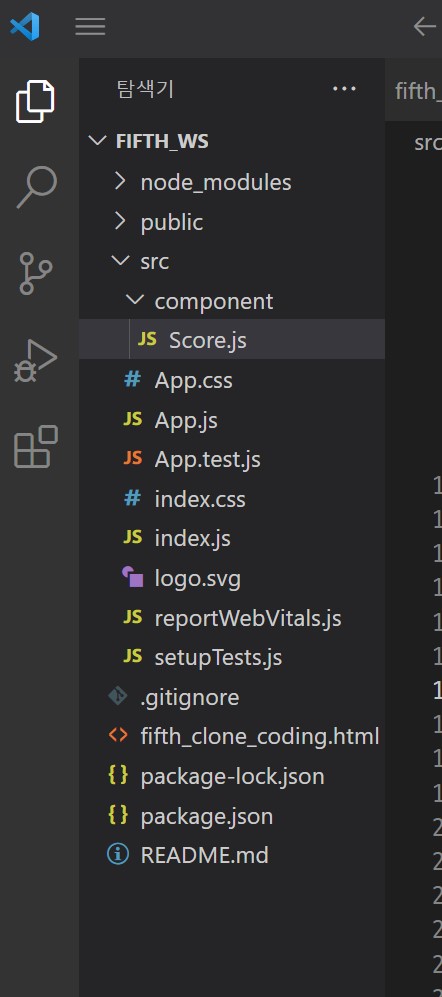 탐색기 ...
fifth_
FIFTH_WS
src
node_modules
public
src
component
JS Score.js
# App.css
JS App.js
JS App.test.js
# index.css
JS index.js
logo.svg
JS reportWebVitals.js
JS setupTests.js
.gitignore
<> fifth_clone_coding.html
{} package-lock.json
{} package.json
README.md
1
1
1
1
1
1
1
1
1
1
2
2
2
2
2